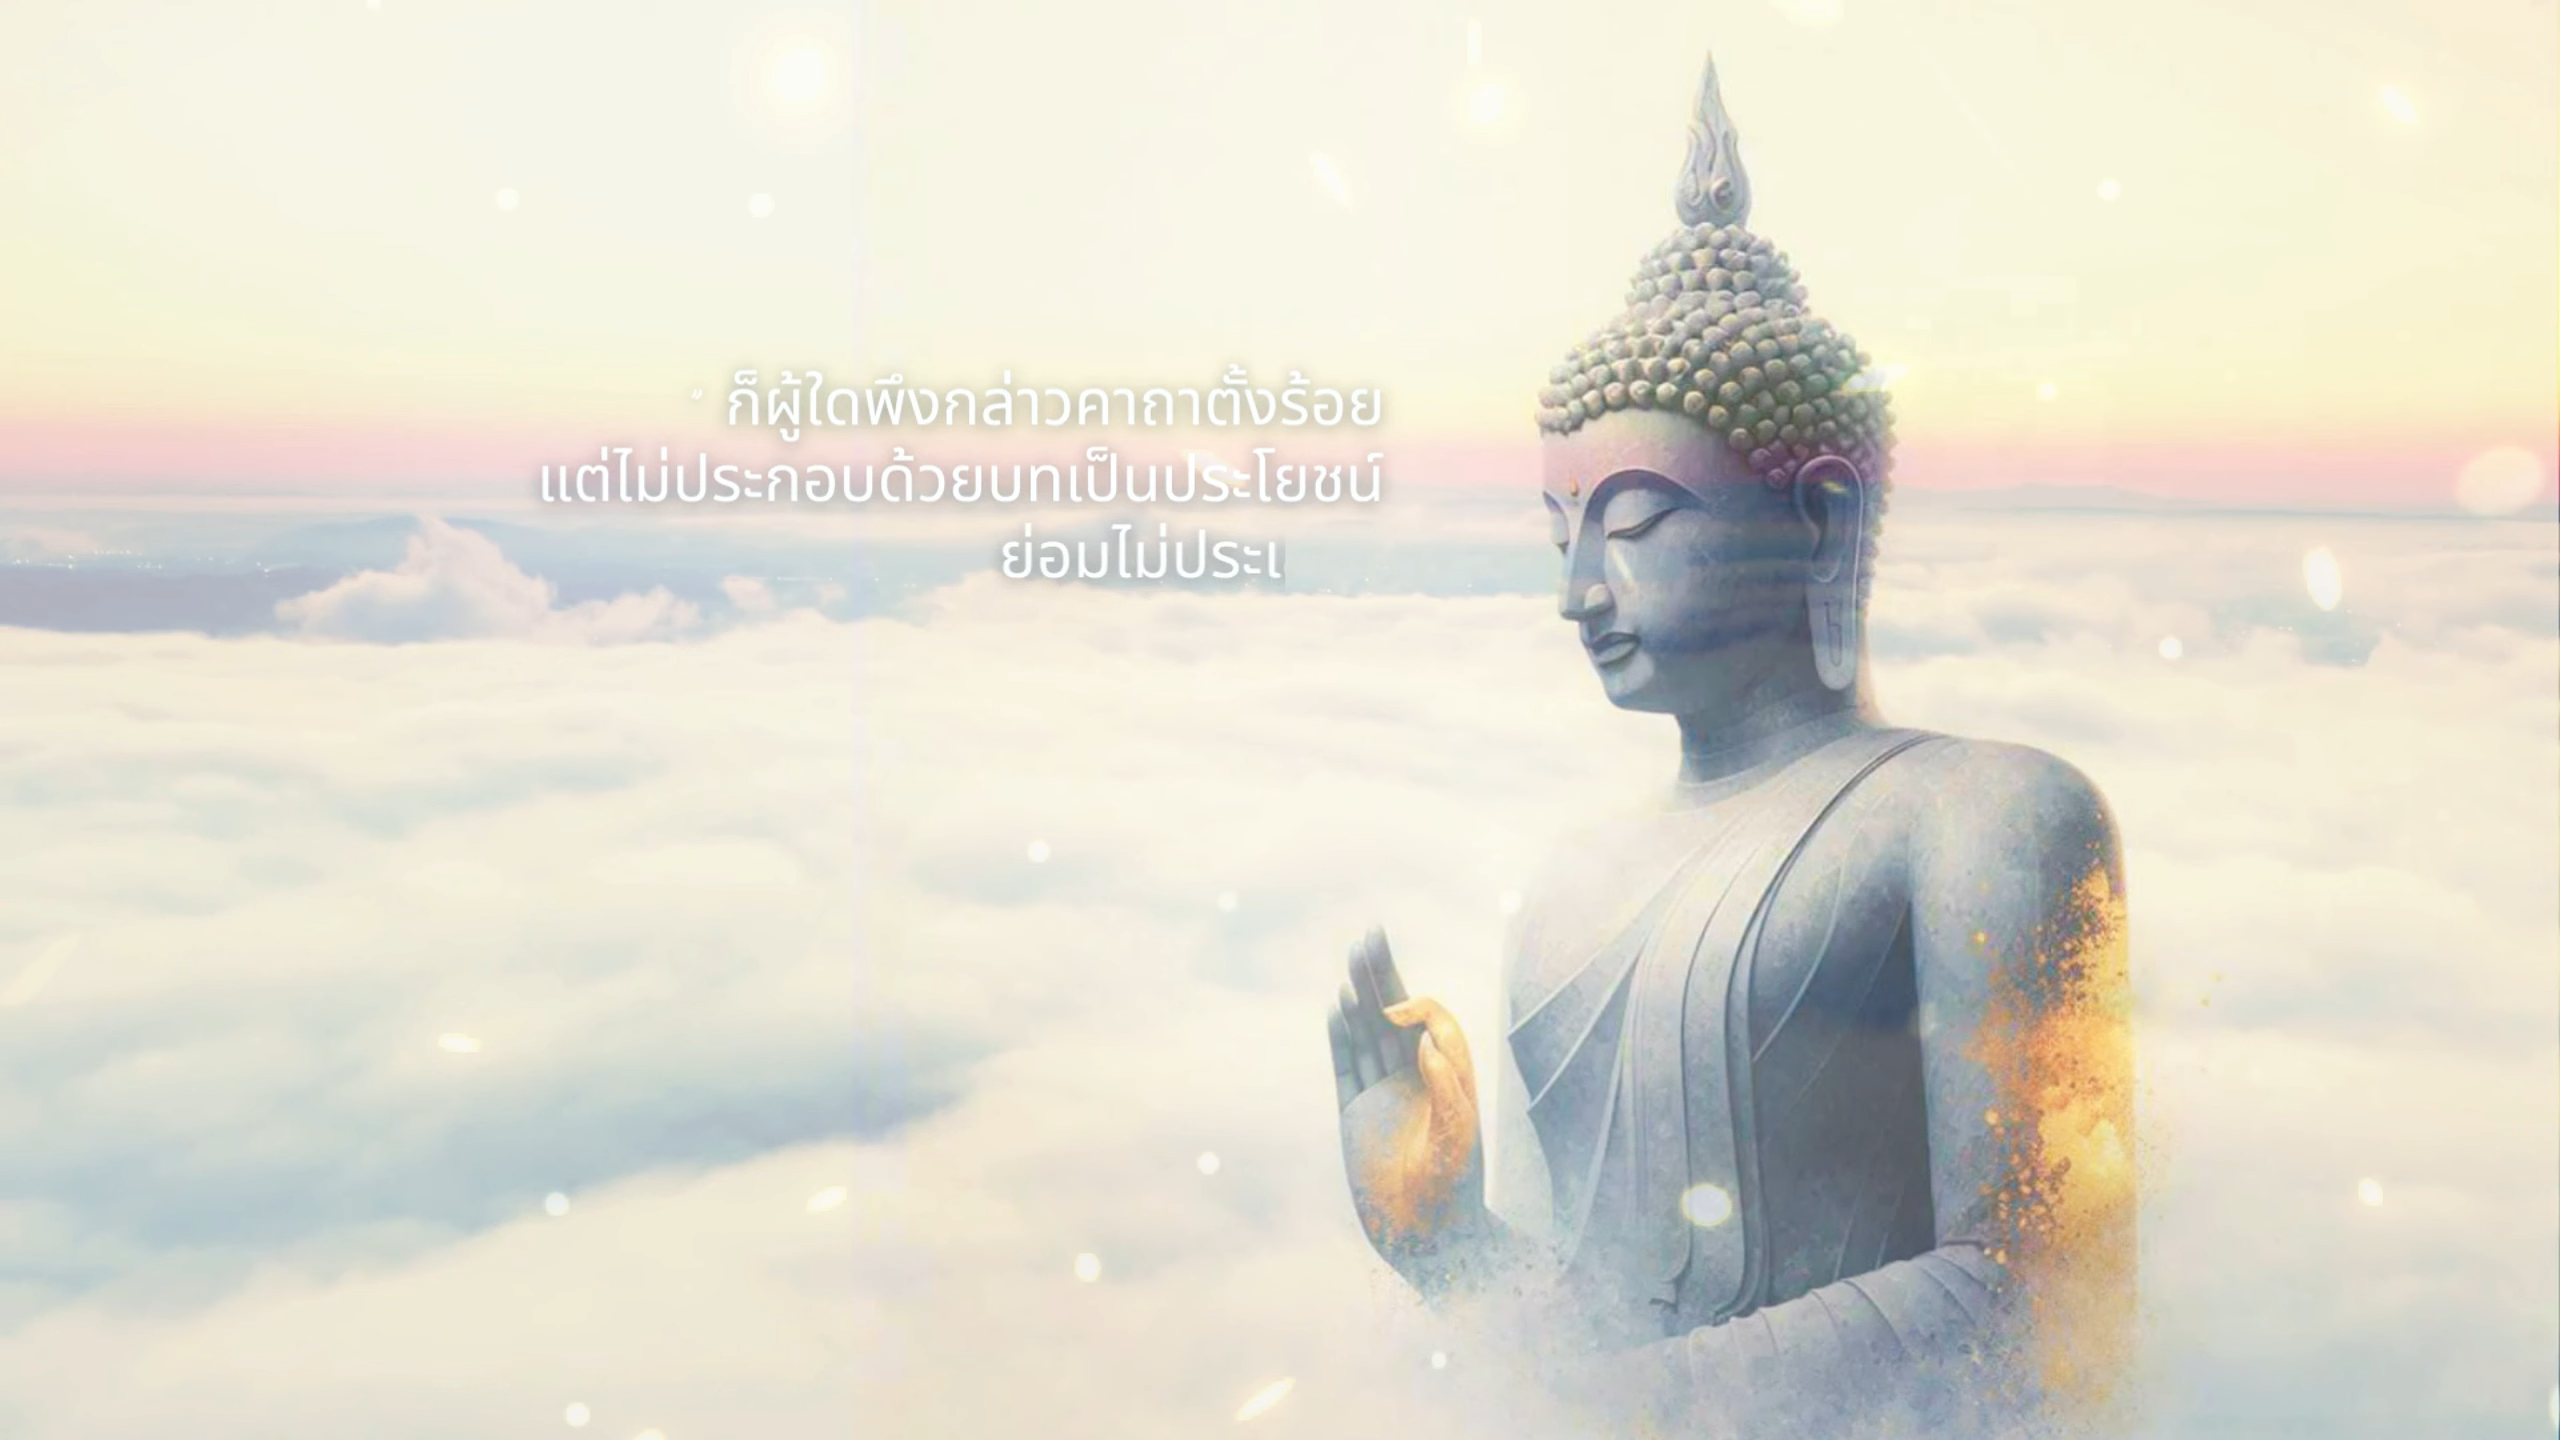 " ก็ผู้ใดพึงกล่าวคาถาตั้งร้อย
แต่ไม่ประกอบด้วยบทเป็นประโยชน์
ย่อมไม่ประเ